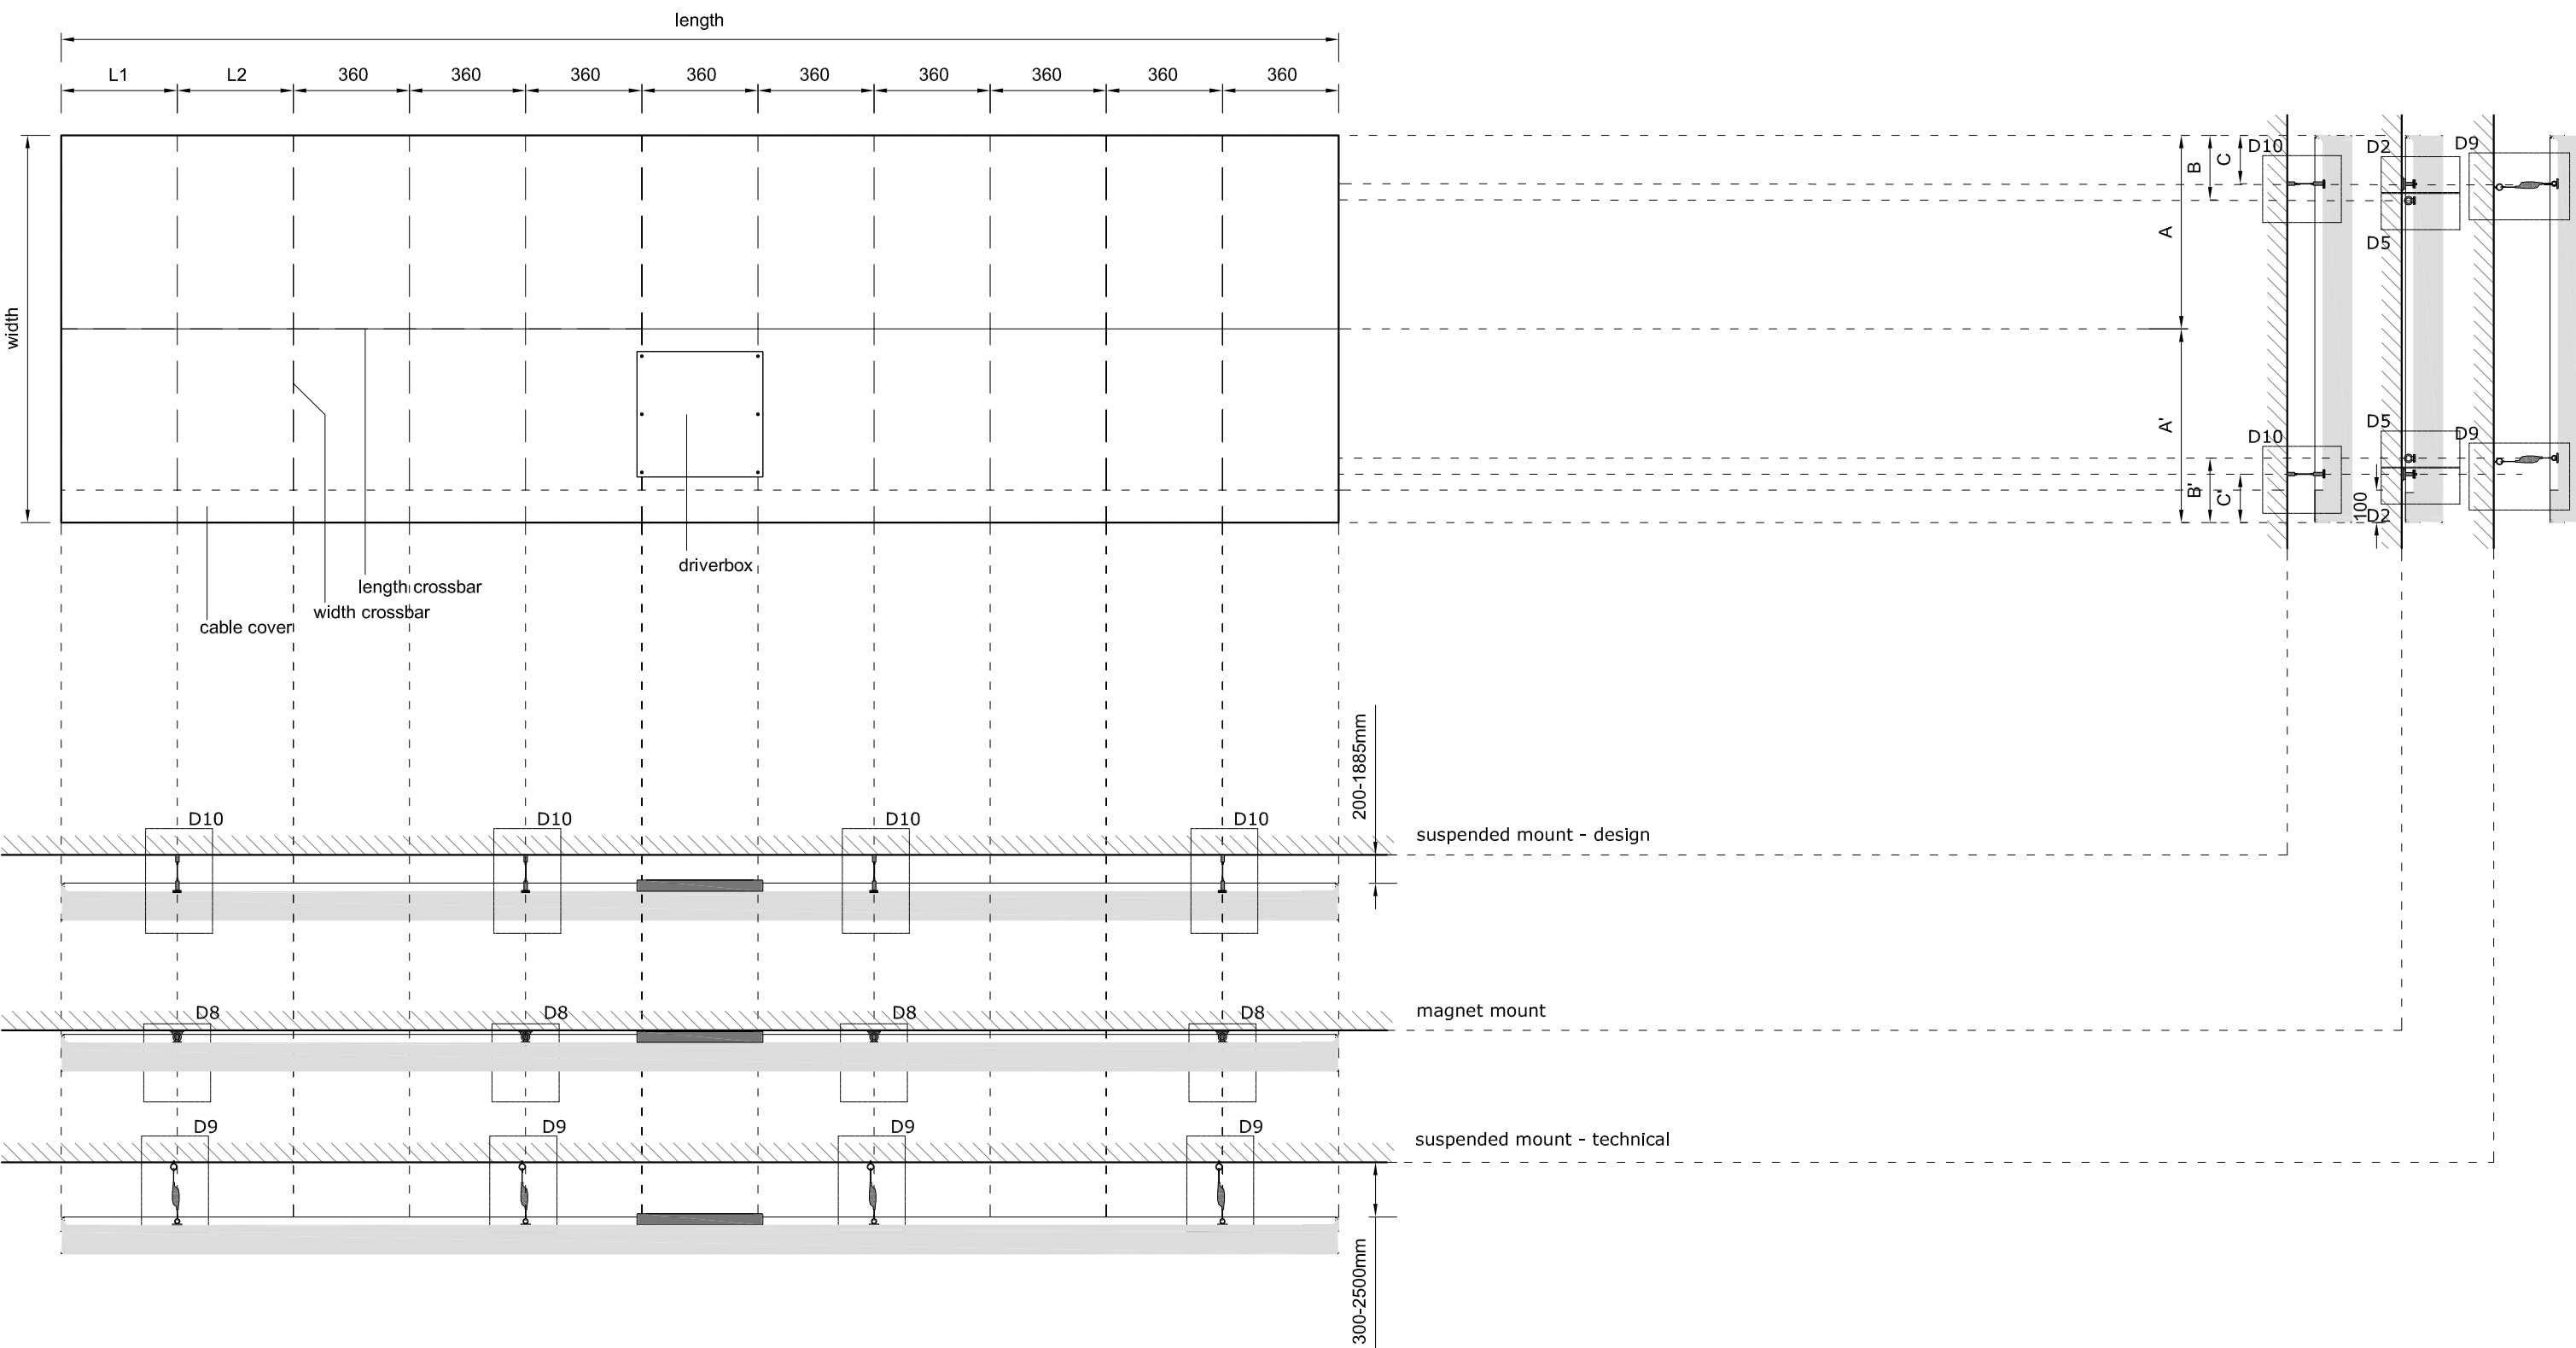 length
L1 L2 360 360 360 360 360 360 360 360 360
width
A
B
C
D10
D2
D9
D5
A'
B'
C'
D10
D5
D9
100
D2
driverbox
length crossbar
width crossbar
cable cover
200-1885mm
D10 D10 D10 D10
suspended mount - design
D8 D8 D8 D8
magnet mount
D9 D9 D9 D9
suspended mount - technical
300-2500mm